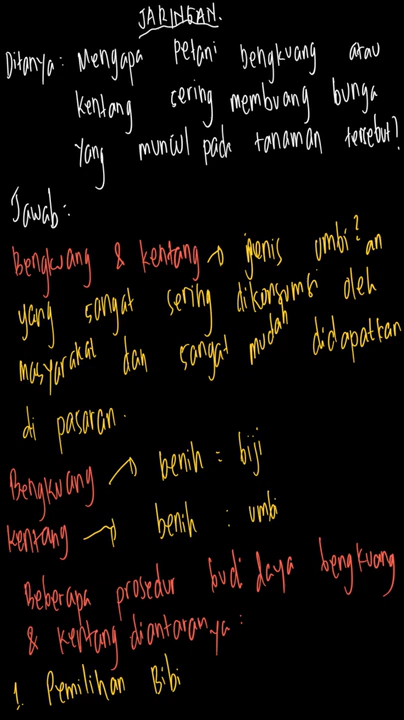 JARINGAN.
Ditanya: Mengapa Petani bengkuang atau
kentang sering membuang bunga
yang muncul pada tanaman tersebut?
Jawab:
Bengkuang & kentang → jenis umbi²an
yang sangat sering dikonsumsi oleh
masyarakat dan sangat mudah didapatkan
di pasaran.
Bengkuang → benih = biji
kentang → benih : umbi
Beberapa prosedur budi daya bengkuang
& kentang diantaranya:
1. Pemilihan Bibi